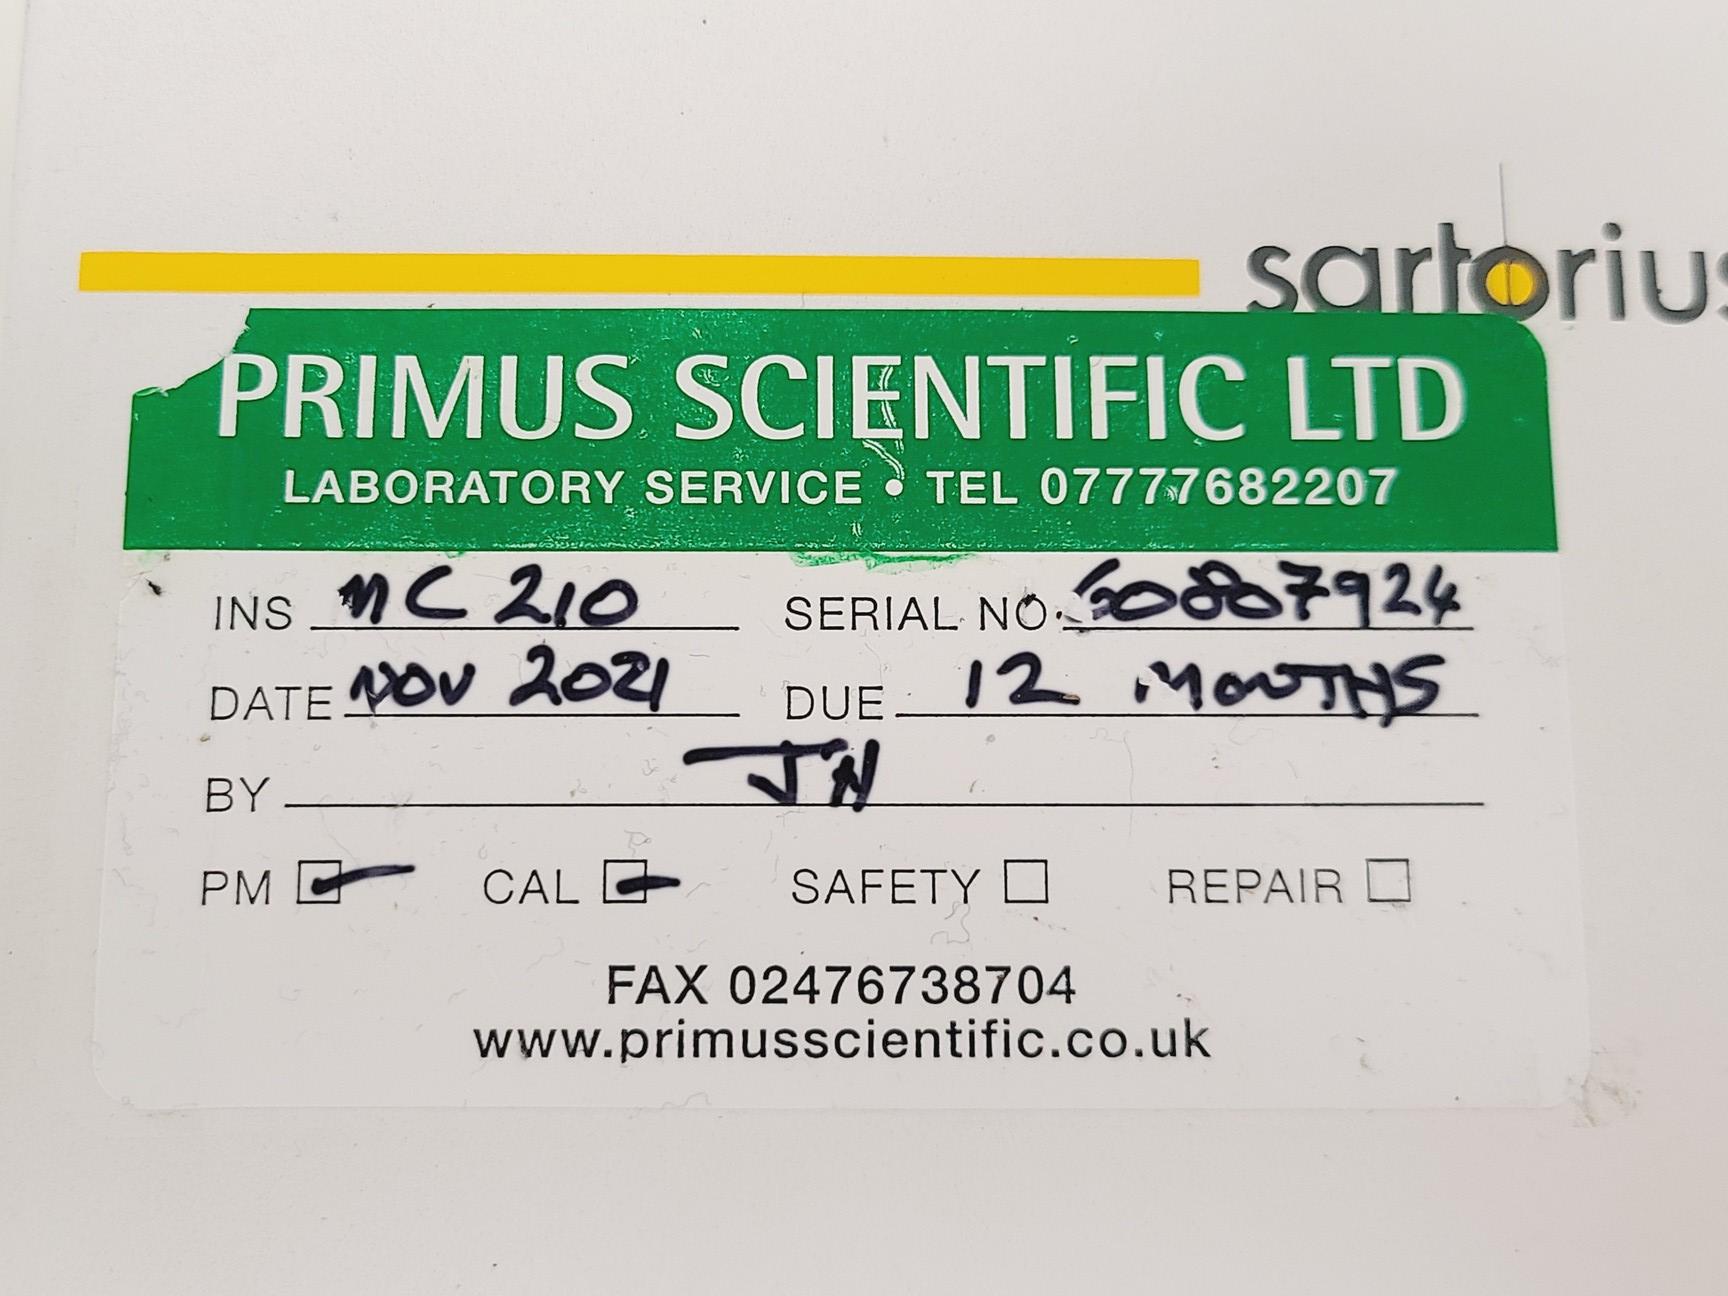 sartorius
PRIMUS SCIENTIFIC LTD
LABORATORY SERVICE • TEL 07777682207
INS MC 210 SERIAL NO. 60807924
DATE NOV 2021 DUE 12 MONTHS
BY JN
PM CAL SAFETY REPAIR
FAX 02476738704
www.primusscientific.co.uk